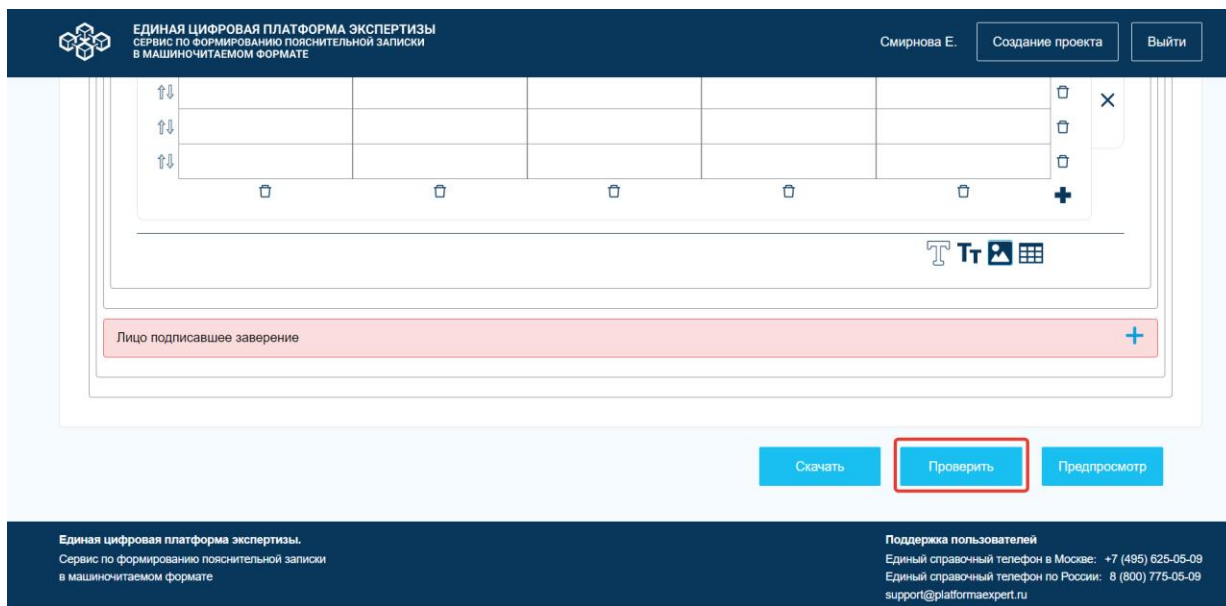 ЕДИНАЯ ЦИФРОВАЯ ПЛАТФОРМА ЭКСПЕРТИЗЫ
СЕРВИС ПО ФОРМИРОВАНИЮ ПОЯСНИТЕЛЬНОЙ ЗАПИСКИ
В МАШИНОЧИТАЕМОМ ФОРМАТЕ
Смирнова Е.
Создание проекта
Выйти
Лицо подписавшее заверение
Скачать
Проверить
Предпросмотр
Единая цифровая платформа экспертизы.
Сервис по формированию пояснительной записки
в машиночитаемом формате
Поддержка пользователей
Единый справочный телефон в Москве: +7 (495) 625-05-09
Единый справочный телефон по России: 8 (800) 775-05-09
support@platformaexpert.ru